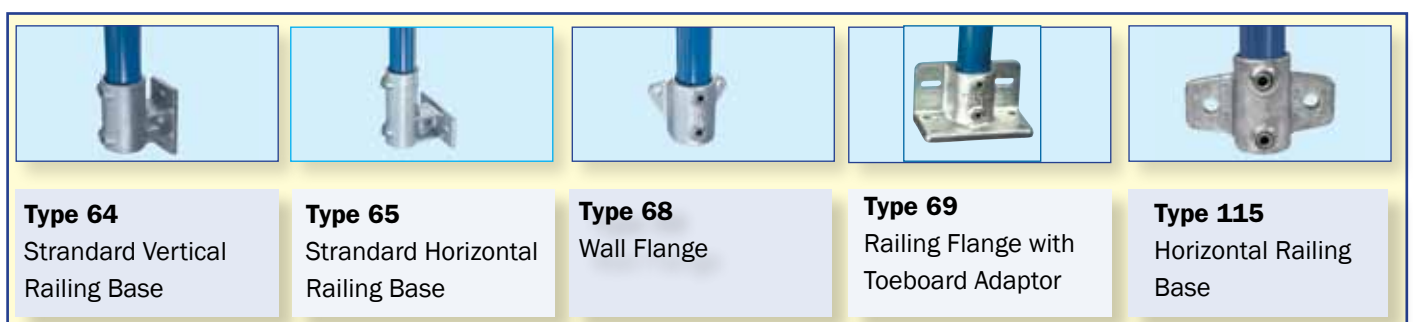 Type 64
Strandard Vertical
Railing Base
Type 65
Strandard Horizontal
Railing Base
Type 68
Wall Flange
Type 69
Railing Flange with
Toeboard Adaptor
Type 115
Horizontal Railing
Base